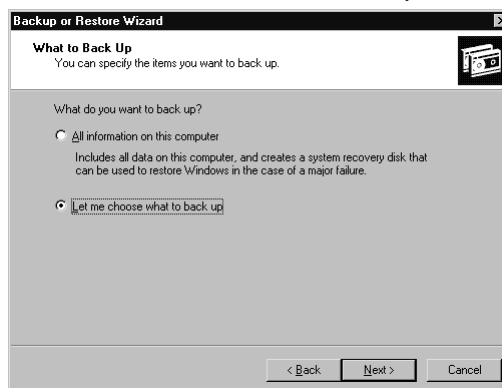 Backup or Restore Wizard
What to Back Up
You can specify the items you want to back up.
What do you want to back up?
All information on this computer
Includes all data on this computer, and creates a system recovery disk that
can be used to restore Windows in the case of a major failure.
Let me choose what to back up
< Back Next > Cancel